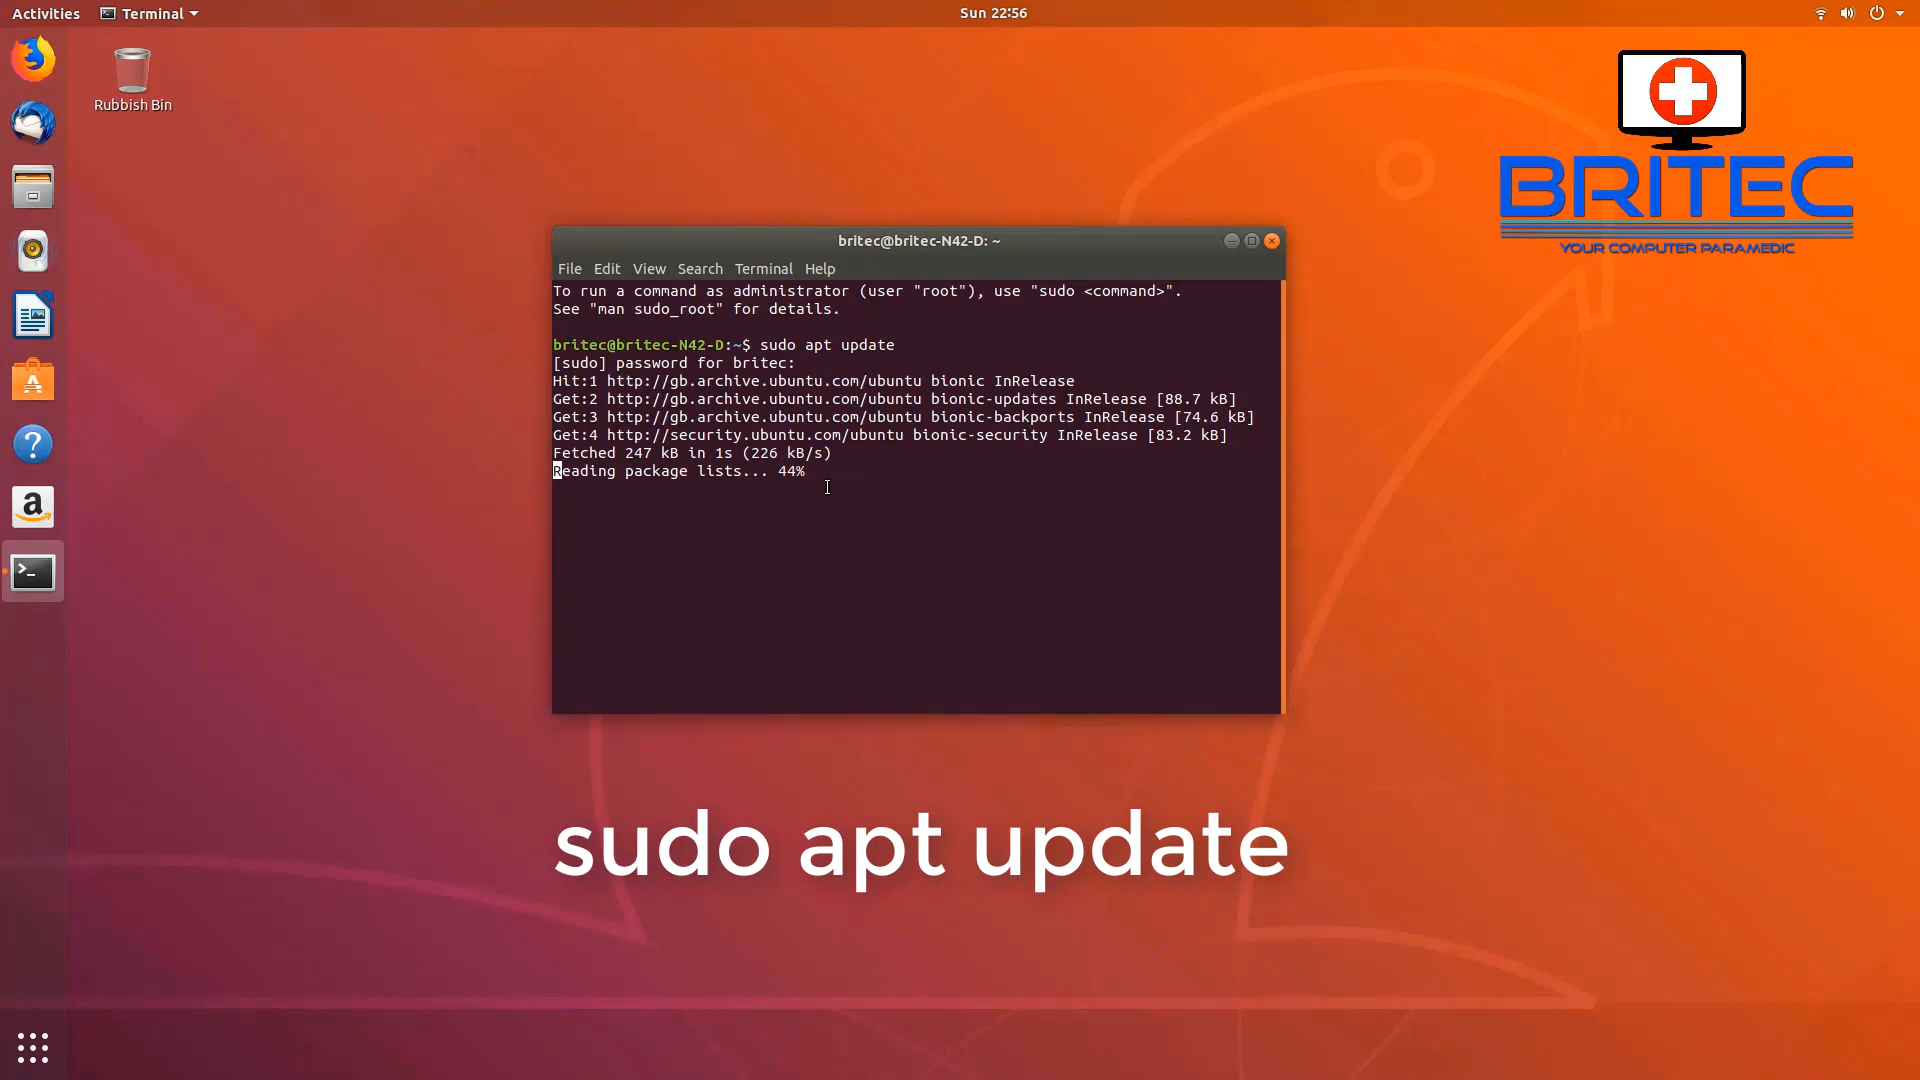 Activities Terminal Sun 22:56
Rubbish Bin
BRITEC
YOUR COMPUTER PARAMEDIC
britec@britec-N42-D: ~
File Edit View Search Terminal Help
To run a command as administrator (user "root"), use "sudo <command>".
See "man sudo_root" for details.
britec@britec-N42-D:~$ sudo apt update
[sudo] password for britec:
Hit:1 http://gb.archive.ubuntu.com/ubuntu bionic InRelease
Get:2 http://gb.archive.ubuntu.com/ubuntu bionic-updates InRelease [88.7 kB]
Get:3 http://gb.archive.ubuntu.com/ubuntu bionic-backports InRelease [74.6 kB]
Get:4 http://security.ubuntu.com/ubuntu bionic-security InRelease [83.2 kB]
Fetched 247 kB in 1s (226 kB/s)
Reading package lists... 44%
sudo apt update